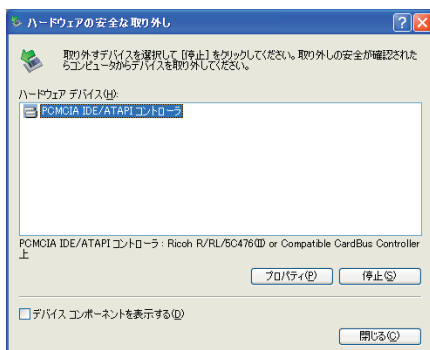 ハードウェアの安全な取り外し
取り外すデバイスを選択して [停止] をクリックしてください。取り外しの安全が確認された
らコンピュータからデバイスを取り外してください。
ハードウェア デバイス(H):
PCMCIA IDE/ATAPI コントローラ
PCMCIA IDE/ATAPI コントローラ : Ricoh R/RL/5C476(II) or Compatible CardBus Controller
上
プロパティ(P)
停止(S)
デバイス コンポーネントを表示する(D)
閉じる(C)